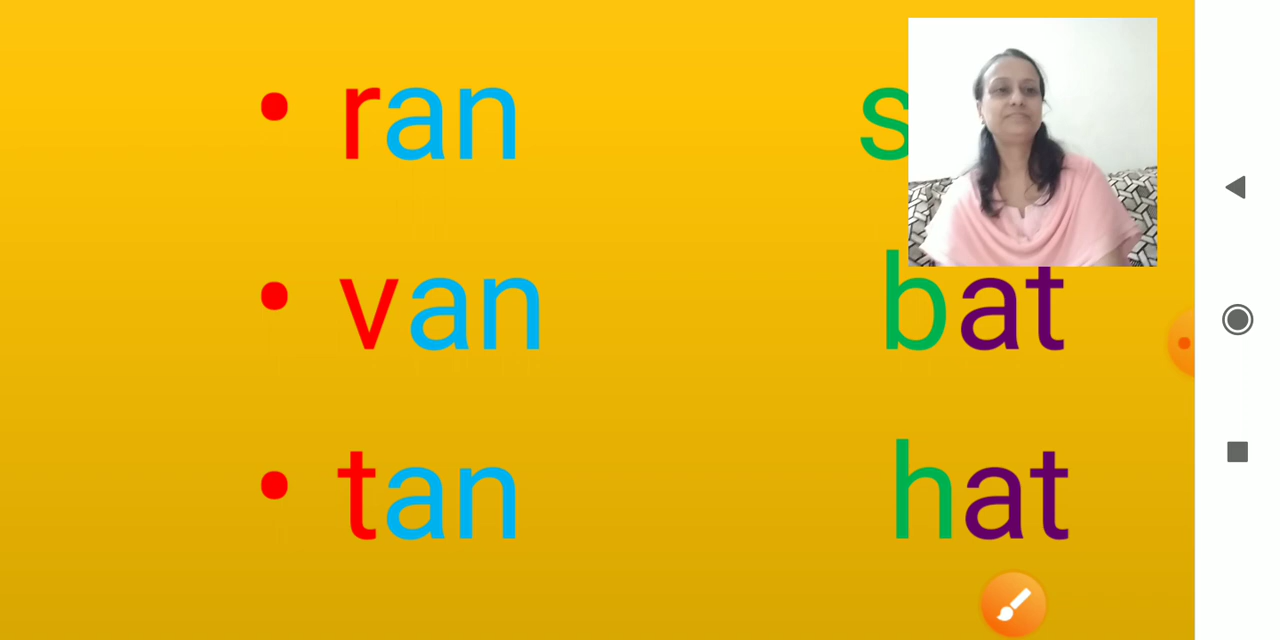 • ran
• van bat
• tan hat